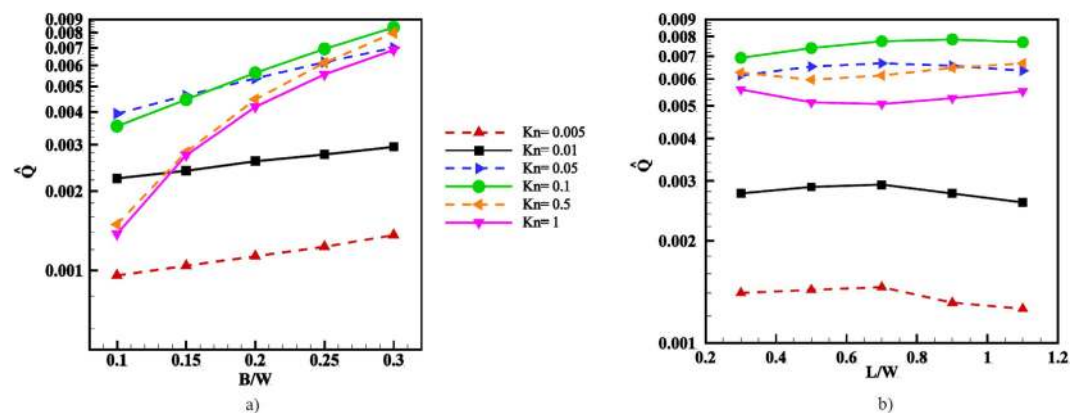 0.009
0.008
0.007
0.006
0.005
0.004
0.003
0.002
0.001
Q̂
0.1 0.15 0.2 0.25 0.3
B/W
a)
Kn= 0.005
Kn= 0.01
Kn= 0.05
Kn= 0.1
Kn= 0.5
Kn= 1
0.009
0.008
0.007
0.006
0.005
0.004
0.003
0.002
0.001
Q̂
0.2 0.4 0.6 0.8 1 1.2
L/W
b)